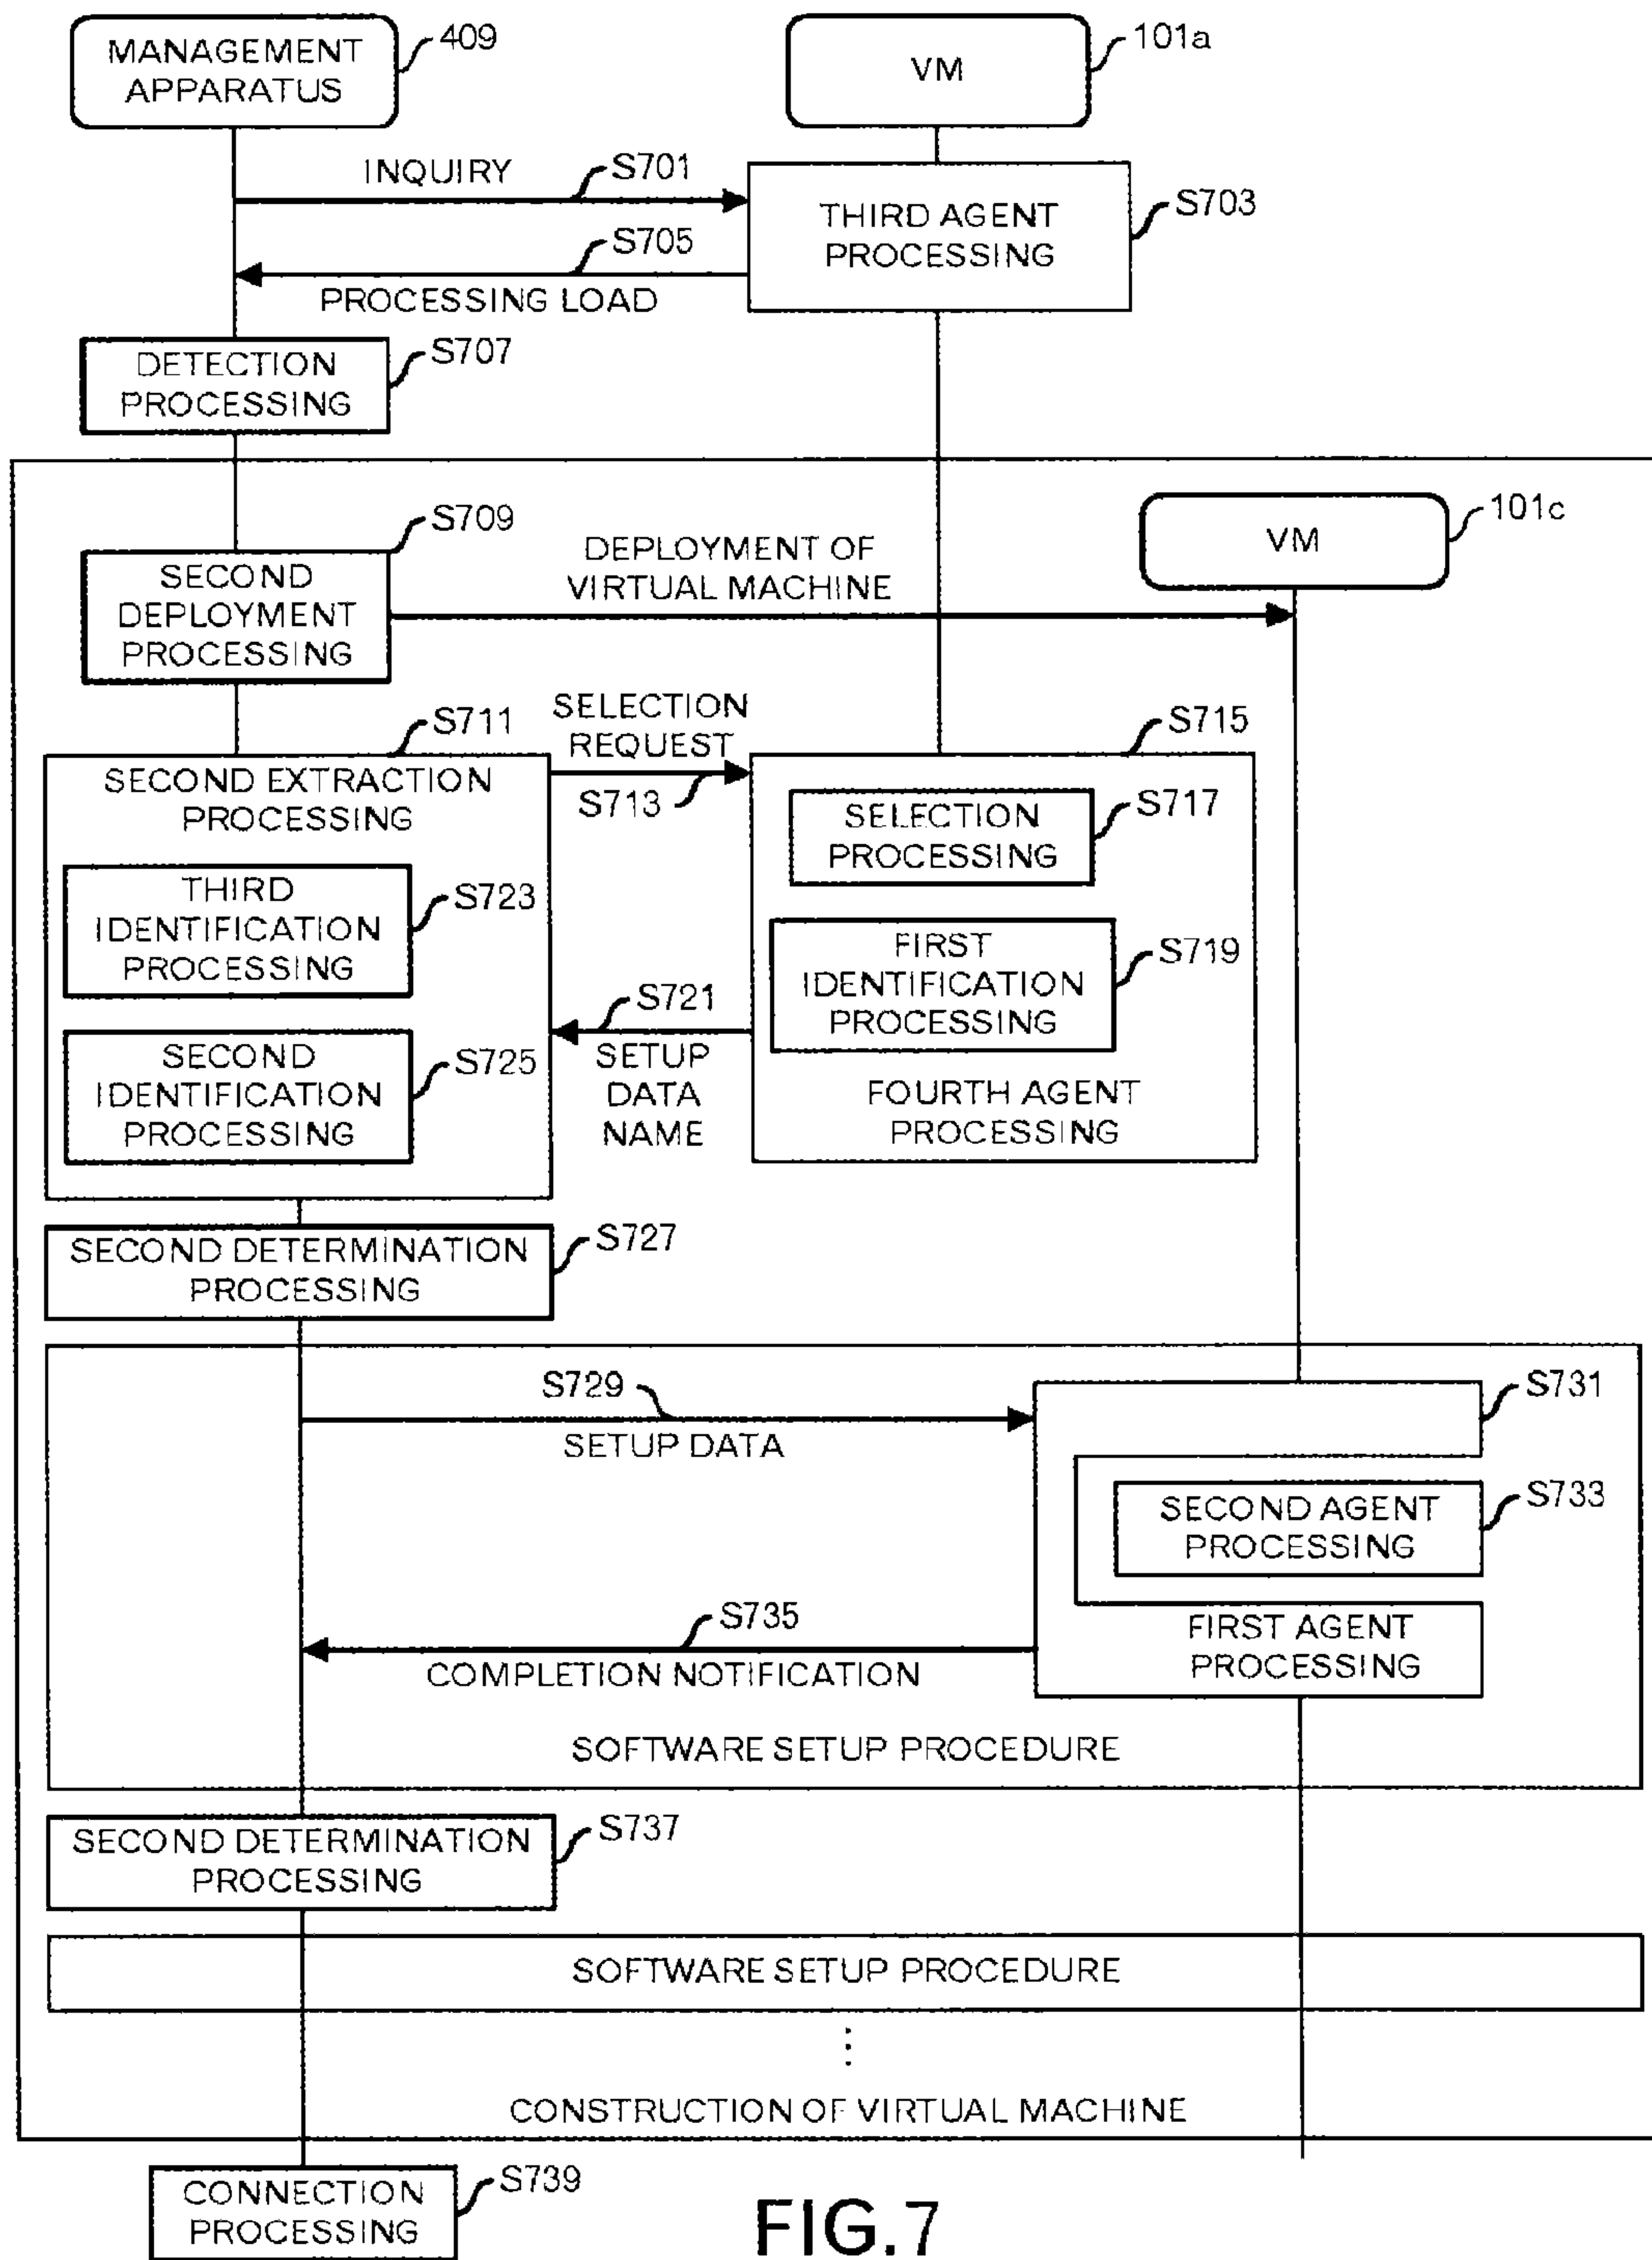 MANAGEMENT
APPARATUS
409
VM
101a
INQUIRY
S701
THIRD AGENT
PROCESSING
S703
S705
PROCESSING LOAD
DETECTION
PROCESSING
S707
S709
SECOND
DEPLOYMENT
PROCESSING
DEPLOYMENT OF
VIRTUAL MACHINE
VM
101c
S711
SECOND EXTRACTION
PROCESSING
SELECTION
REQUEST
S713
S715
SELECTION
PROCESSING
S717
THIRD
IDENTIFICATION
PROCESSING
S723
FIRST
IDENTIFICATION
PROCESSING
S719
S721
SETUP
DATA
NAME
SECOND
IDENTIFICATION
PROCESSING
S725
FOURTH AGENT
PROCESSING
SECOND DETERMINATION
PROCESSING
S727
S729
SETUP DATA
S731
SECOND AGENT
PROCESSING
S733
S735
COMPLETION NOTIFICATION
FIRST AGENT
PROCESSING
SOFTWARE SETUP PROCEDURE
SECOND DETERMINATION
PROCESSING
S737
SOFTWARE SETUP PROCEDURE
⋮
CONSTRUCTION OF VIRTUAL MACHINE
CONNECTION
PROCESSING
S739
FIG.7